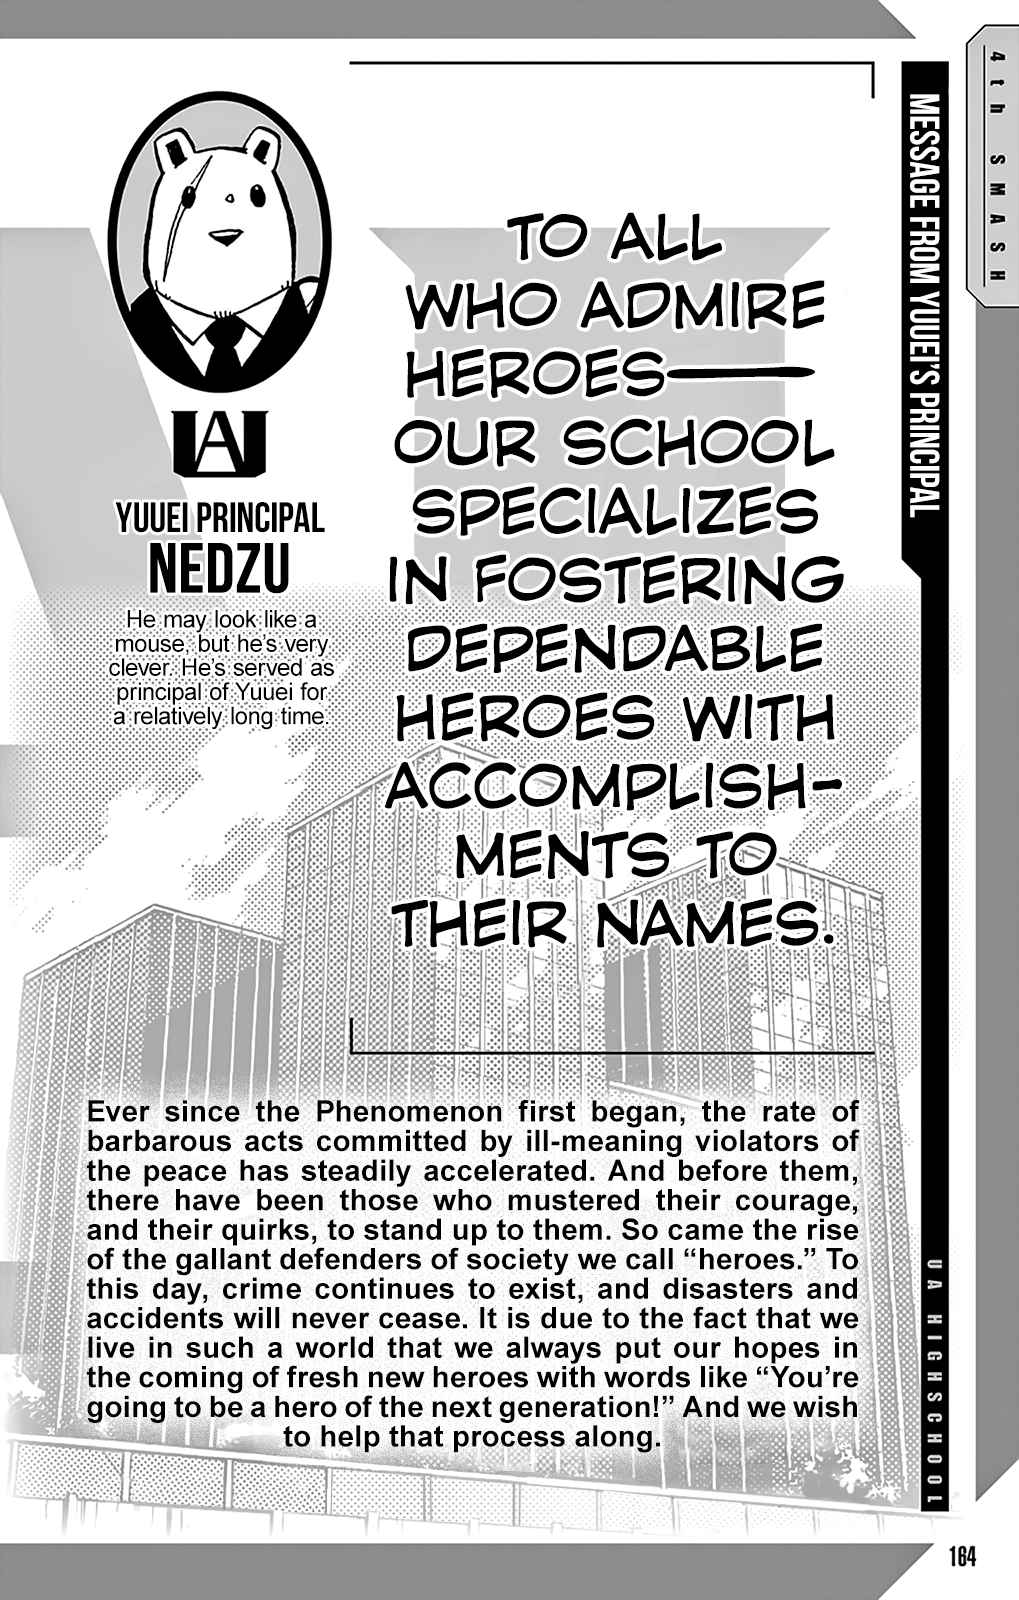 4th SMASH
MESSAGE FROM YUUEI'S PRINCIPAL
TO ALL
WHO ADMIRE
HEROES——
OUR SCHOOL
SPECIALIZES
IN FOSTERING
DEPENDABLE
HEROES WITH
ACCOMPLISH-
MENTS TO
THEIR NAMES.
UA
YUUEI PRINCIPAL
NEDZU
He may look like a
mouse, but he's very
clever. He's served as
principal of Yuuei for
a relatively long time.
Ever since the Phenomenon first began, the rate of
barbarous acts committed by ill-meaning violators of
the peace has steadily accelerated. And before them,
there have been those who mustered their courage,
and their quirks, to stand up to them. So came the rise
of the gallant defenders of society we call “heroes.” To
this day, crime continues to exist, and disasters and
accidents will never cease. It is due to the fact that we
live in such a world that we always put our hopes in
the coming of fresh new heroes with words like “You’re
going to be a hero of the next generation!” And we wish
to help that process along.
UA HIGHSCHOOL
164